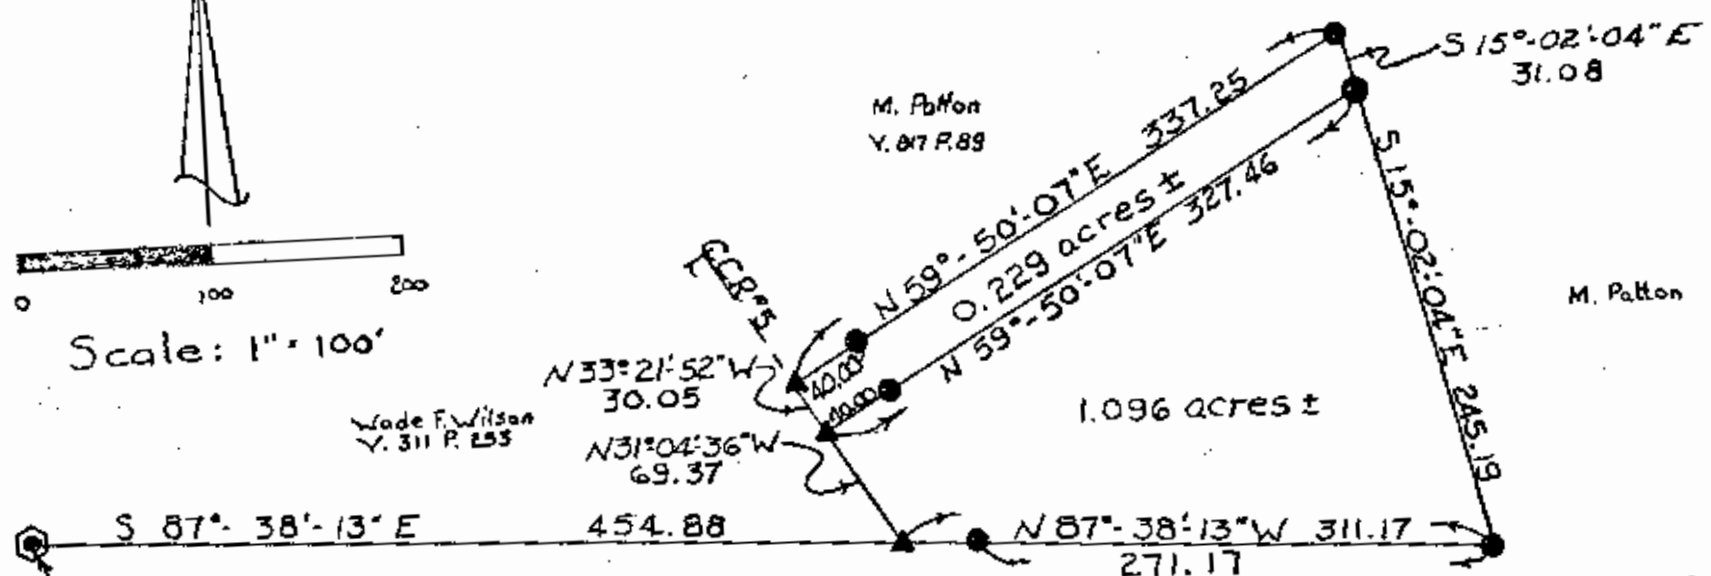 S 15°-02'-04" E
31.08
M. Patton
V. 817 P. 89
337.25
N 59°-50'-07" E
0.229 acres ±
N 59°-50'-07" E 327.46
S 15°-02'-04" E 245.19
M. Patton
0 100 200
Scale: 1" = 100'
C.R. #5
N 33°-21'-52" W
30.05
40.00
40.00
Wade F. Wilson
V. 311 P. 253
N31°-04'-36" W
69.37
1.096 acres ±
S 87°-38'-13" E 454.88
N 87°-38'-13" W 311.17
271.17